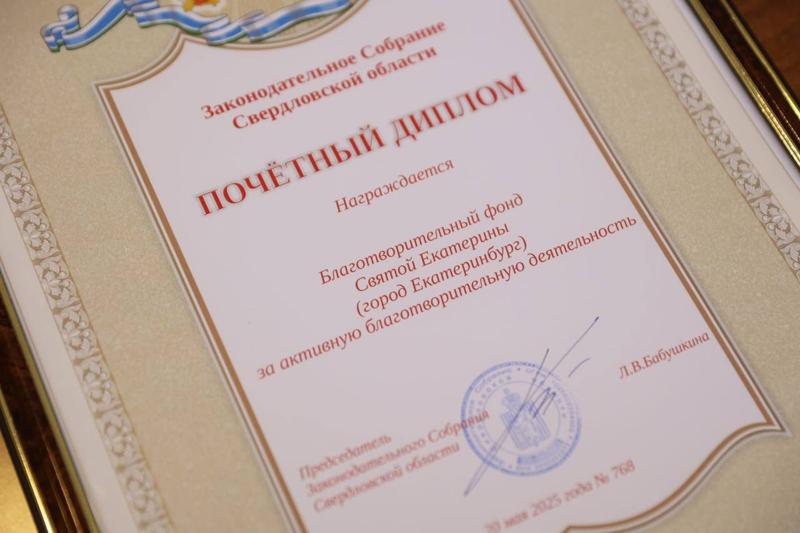 Законодательное Собрание
Свердловской области
ПОЧЁТНЫЙ ДИПЛОМ
Награждается
Благотворительный фонд
Святой Екатерины
(город Екатеринбург)
за активную благотворительную деятельность
Председатель
Законодательного Собрания
Свердловской области
Л.В.Бабушкина
20 мая 2025 года № 768